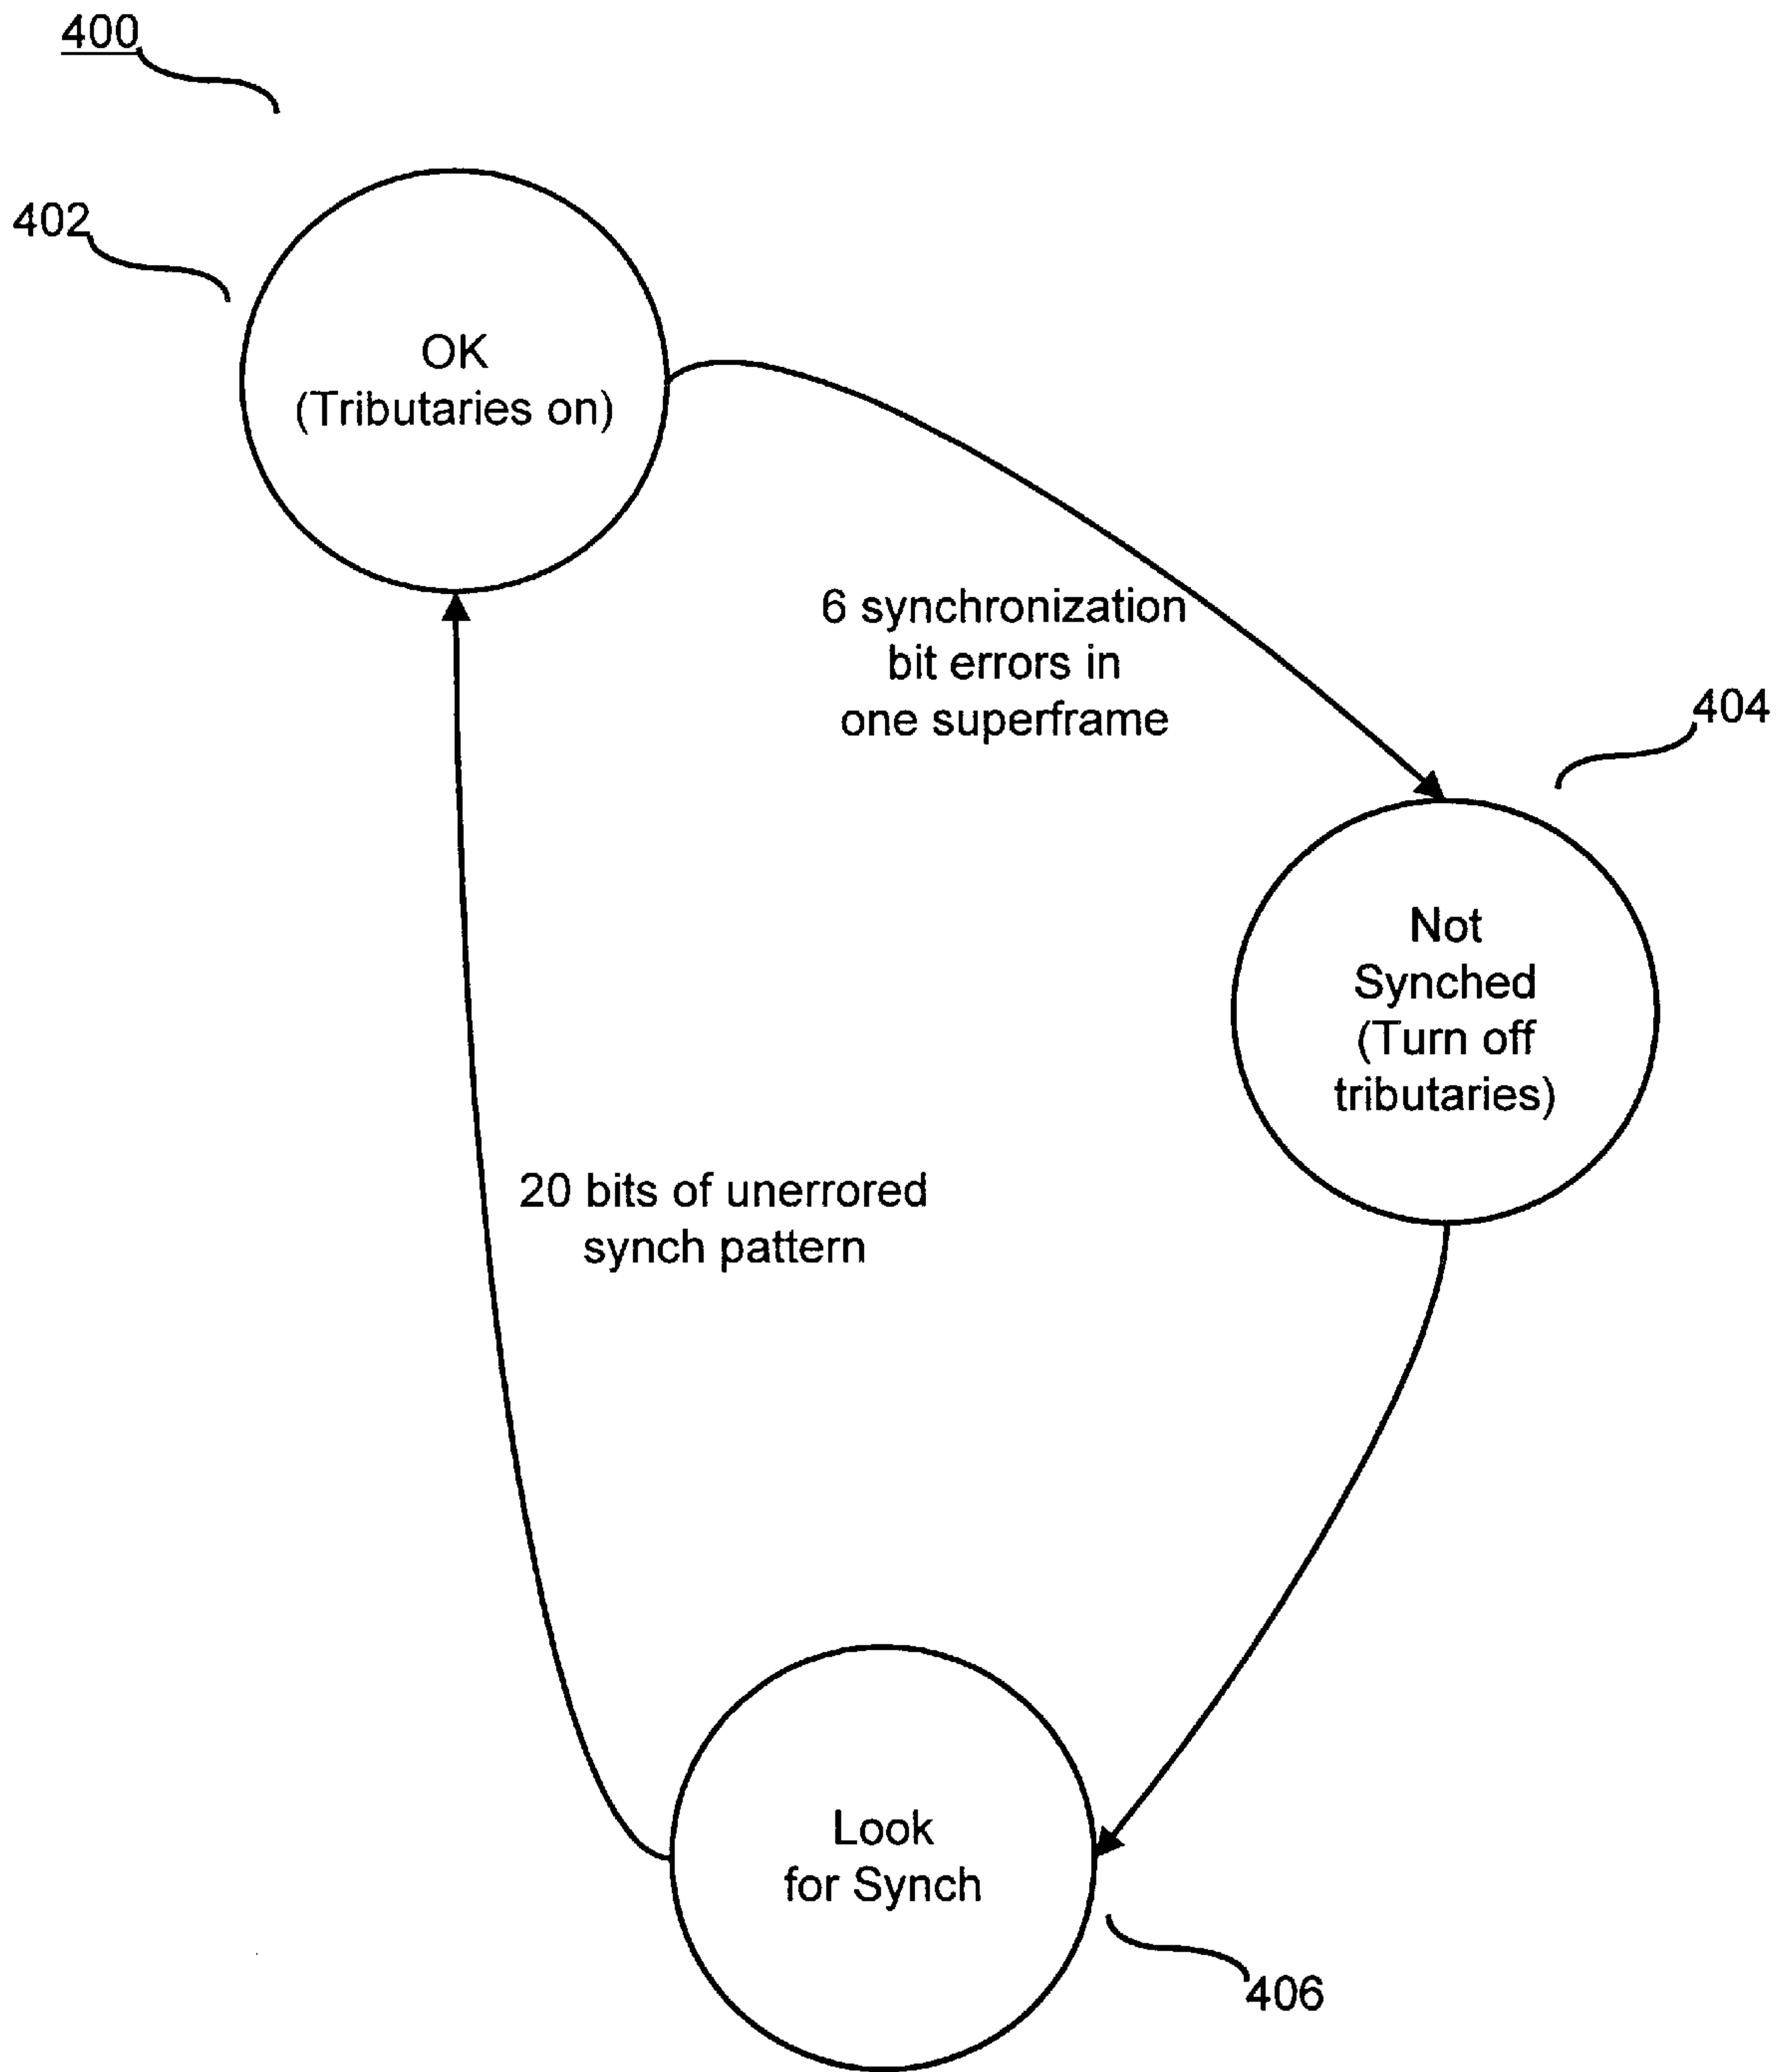 400
402
OK
(Tributaries on)
6 synchronization
bit errors in
one superframe
404
Not
Synched
(Turn off
tributaries)
20 bits of unerrored
synch pattern
Look
for Synch
406